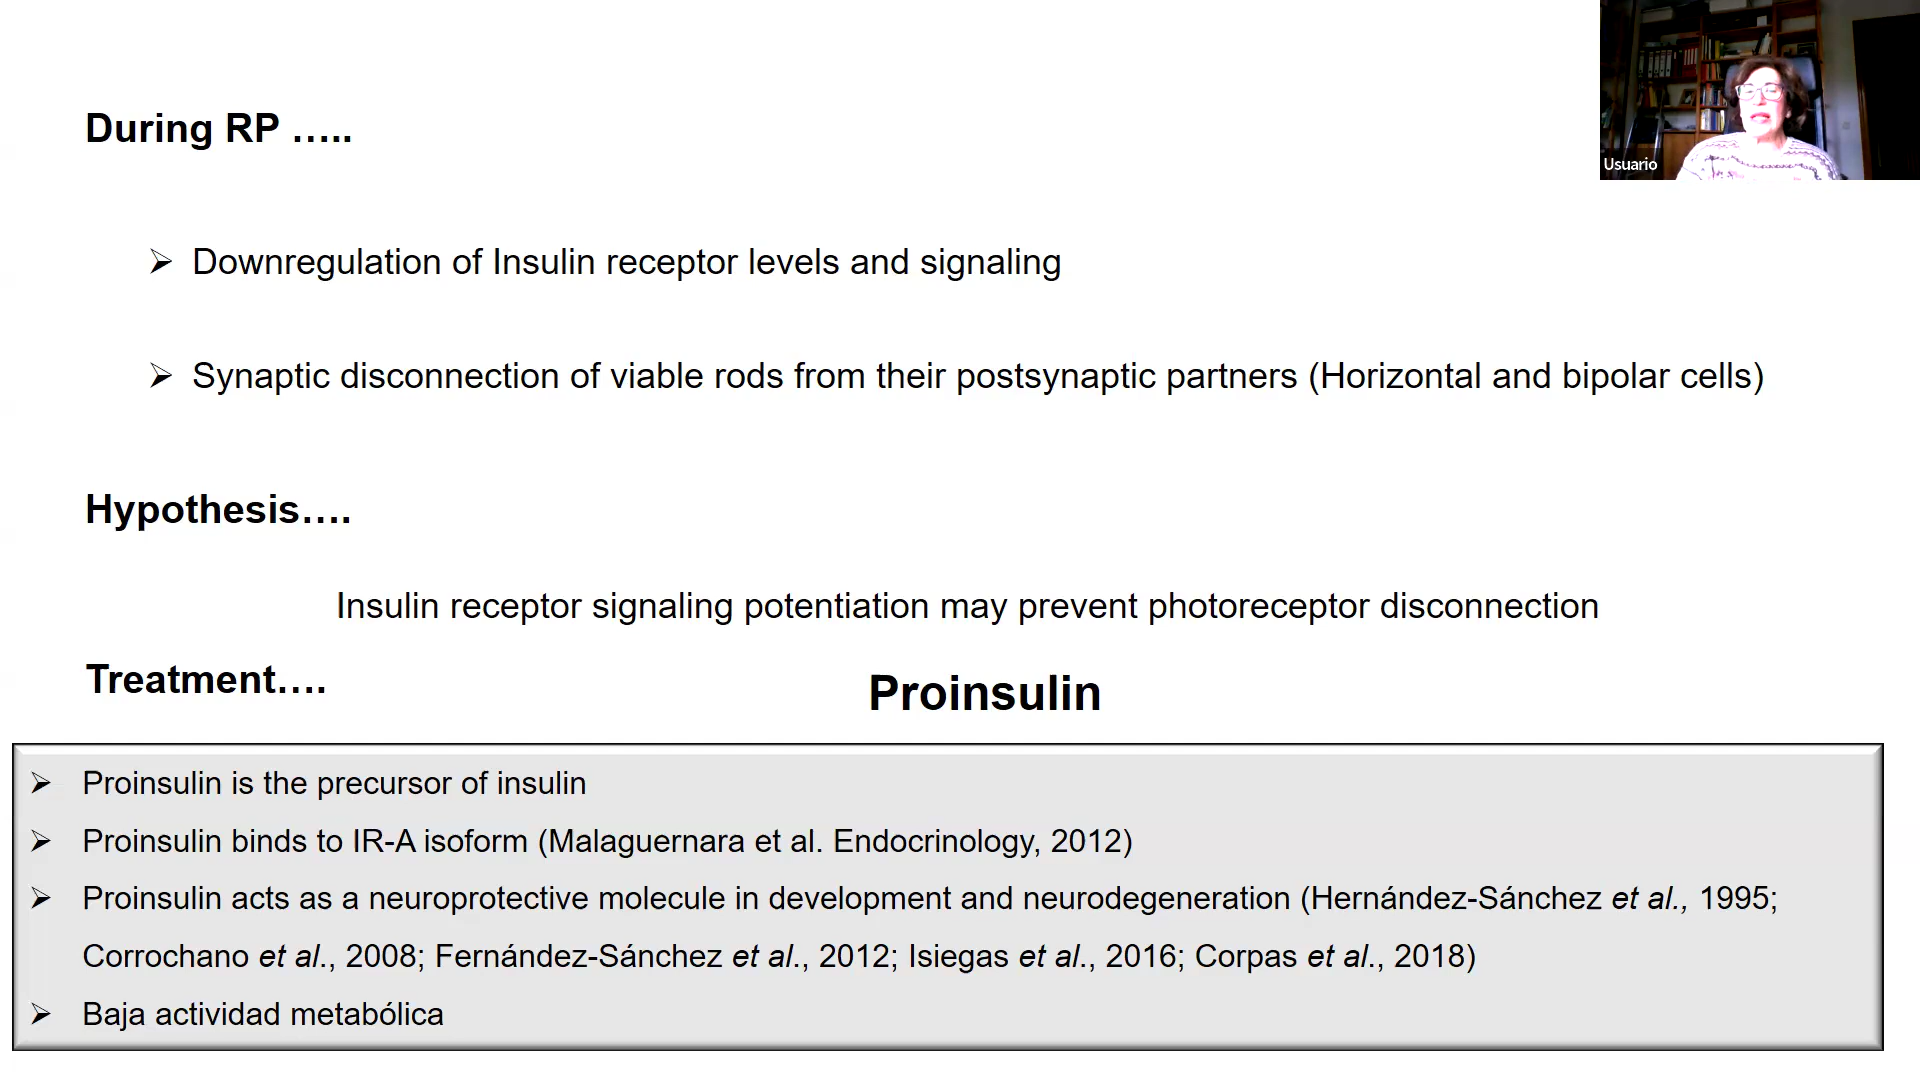 During RP …..
Usuario
➢ Downregulation of Insulin receptor levels and signaling
➢ Synaptic disconnection of viable rods from their postsynaptic partners (Horizontal and bipolar cells)
Hypothesis….
Insulin receptor signaling potentiation may prevent photoreceptor disconnection
Treatment….
Proinsulin
➢ Proinsulin is the precursor of insulin
➢ Proinsulin binds to IR-A isoform (Malaguernara et al. Endocrinology, 2012)
➢ Proinsulin acts as a neuroprotective molecule in development and neurodegeneration (Hernández-Sánchez et al., 1995;
Corrochano et al., 2008; Fernández-Sánchez et al., 2012; Isiegas et al., 2016; Corpas et al., 2018)
➢ Baja actividad metabólica